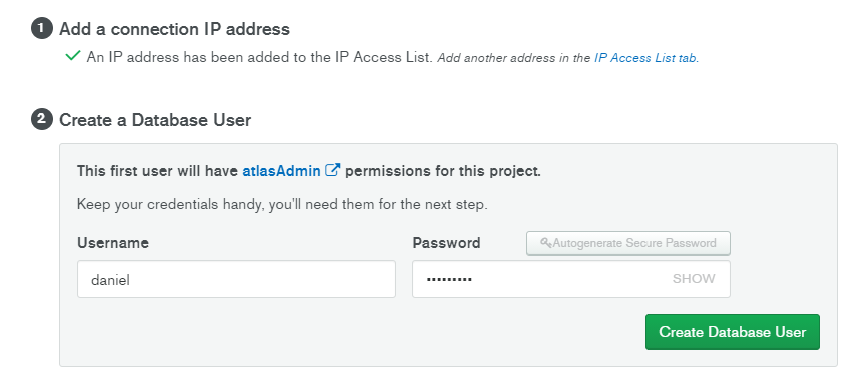 1 Add a connection IP address
An IP address has been added to the IP Access List. Add another address in the IP Access List tab.
2 Create a Database User
This first user will have atlasAdmin permissions for this project.
Keep your credentials handy, you'll need them for the next step.
Username
Password
Autogenerate Secure Password
daniel
•••••••••
SHOW
Create Database User